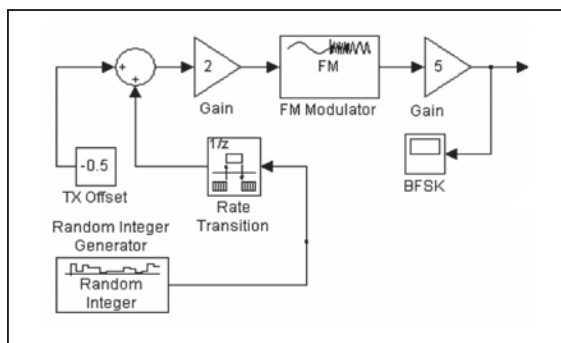 +
+
2
Gain
FM
FM Modulator
5
Gain
BFSK
-0.5
TX Offset
1/z
Rate
Transition
Random Integer
Generator
Random
Integer